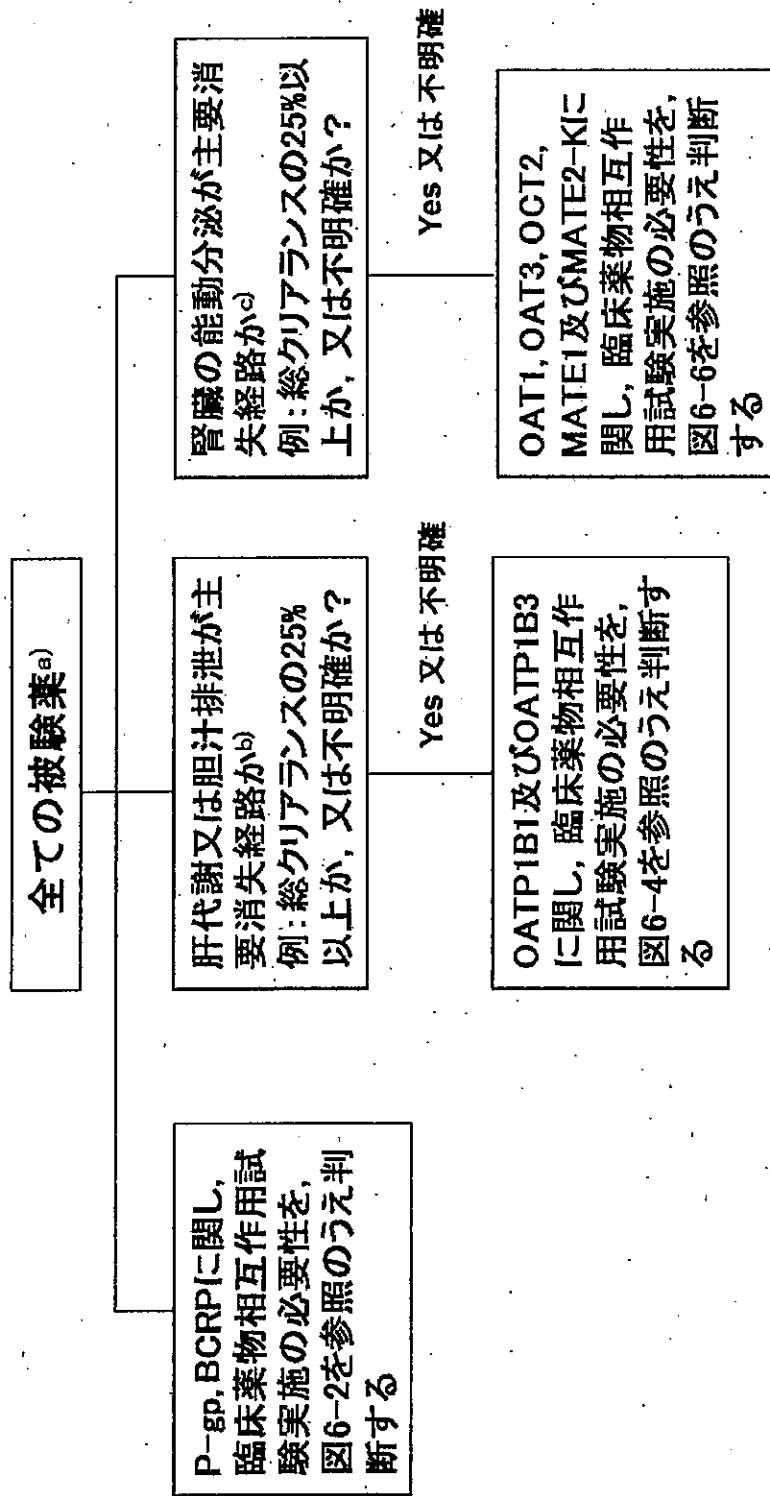 全ての被験薬a)
P-gp, BCRPに関し,
臨床薬物相互作用試
験実施の必要性を,
図6-2を参照のうえ判
断する
肝代謝又は胆汁排泄が主
要消失経路かb)
例:総クリアランスの25%
以上か, 又は不明確か?
Yes 又は 不明確
OATP1B1及びOATP1B3
に関し, 臨床薬物相互作
用試験実施の必要性を,
図6-4を参照のうえ判断す
る
腎臓の能動分泌が主要消
失経路かc)
例:総クリアランスの25%以
上か, 又は不明確か?
Yes 又は 不明確
OAT1, OAT3, OCT2,
MATE1及びMATE2-Kに
関し, 臨床薬物相互作
用試験実施の必要性を,
図6-6を参照のうえ判断
する